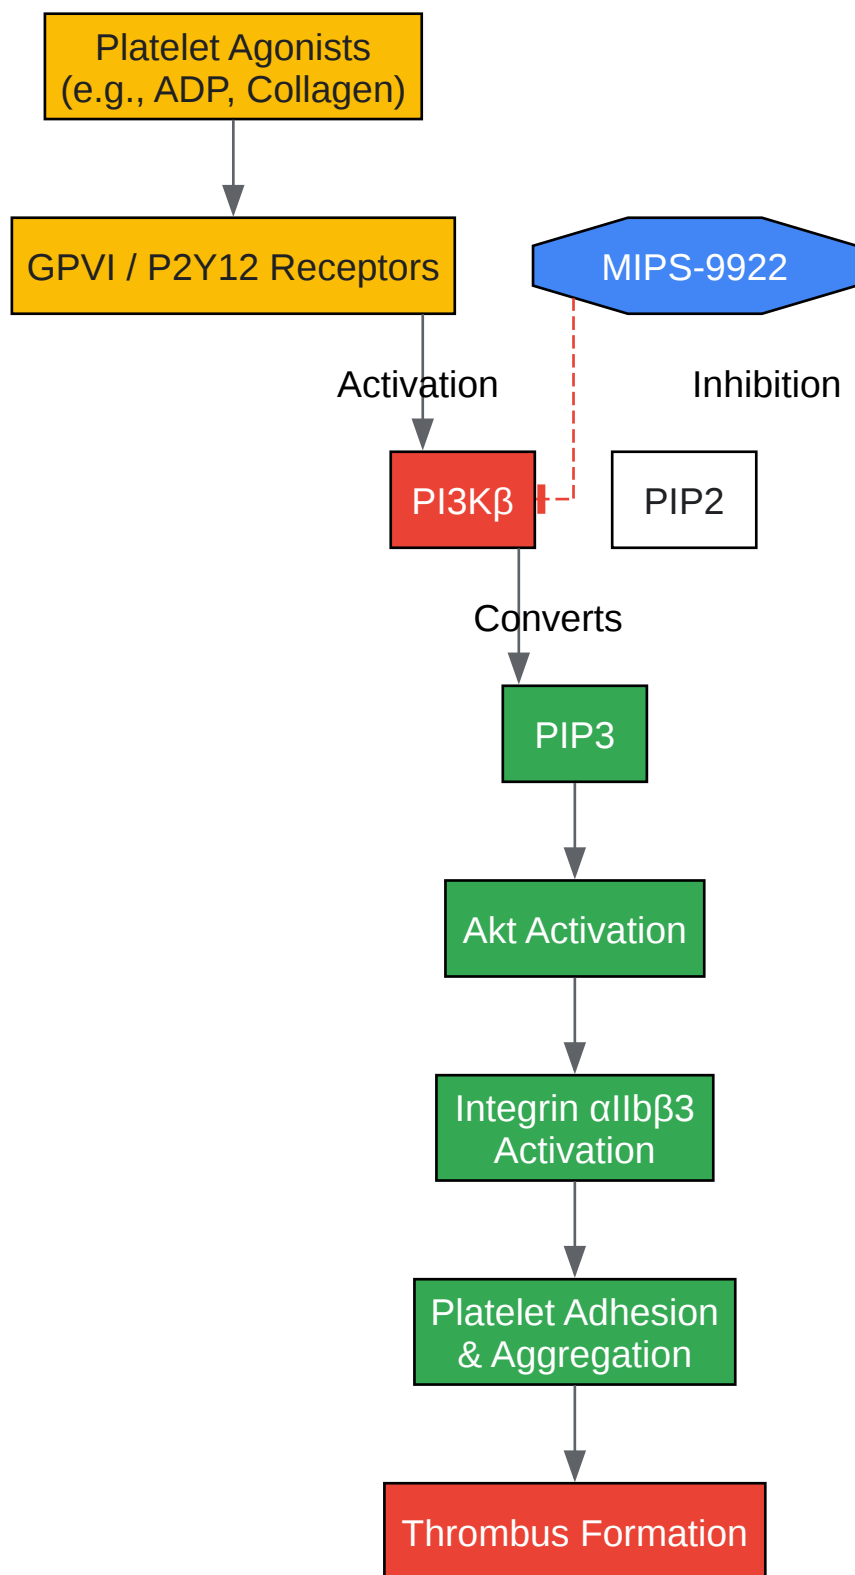 Platelet Agonists
(e.g., ADP, Collagen)
GPVI / P2Y12 Receptors
MIPS-9922
Activation
Inhibition
PI3Kβ
PIP2
Converts
PIP3
Akt Activation
Integrin αIIbβ3
Activation
Platelet Adhesion
& Aggregation
Thrombus Formation